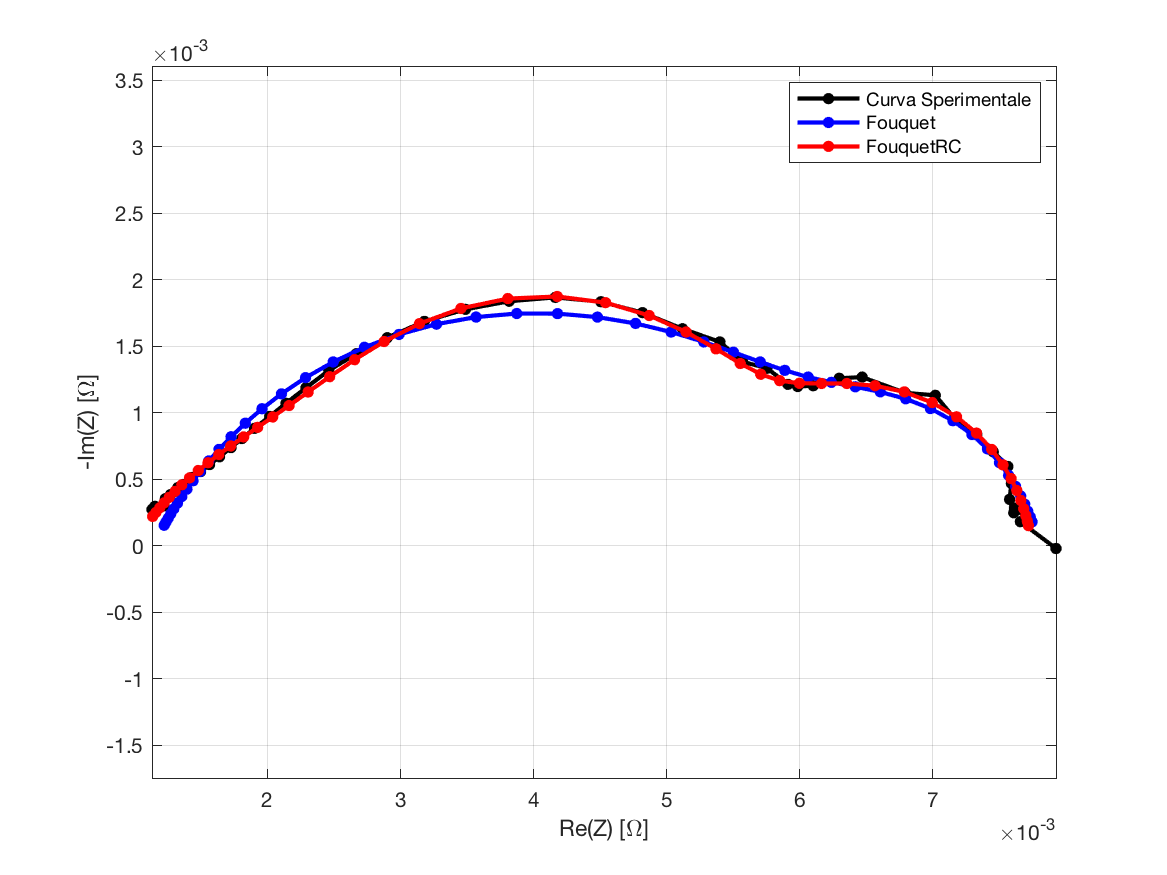 ×10-3
3.5
3
2.5
2
1.5
1
0.5
0
-0.5
-1
-1.5
-Im(Z) [Ω]
Curva Sperimentale
Fouquet
FouquetRC
2 3 4 5 6 7
Re(Z) [Ω]
×10-3